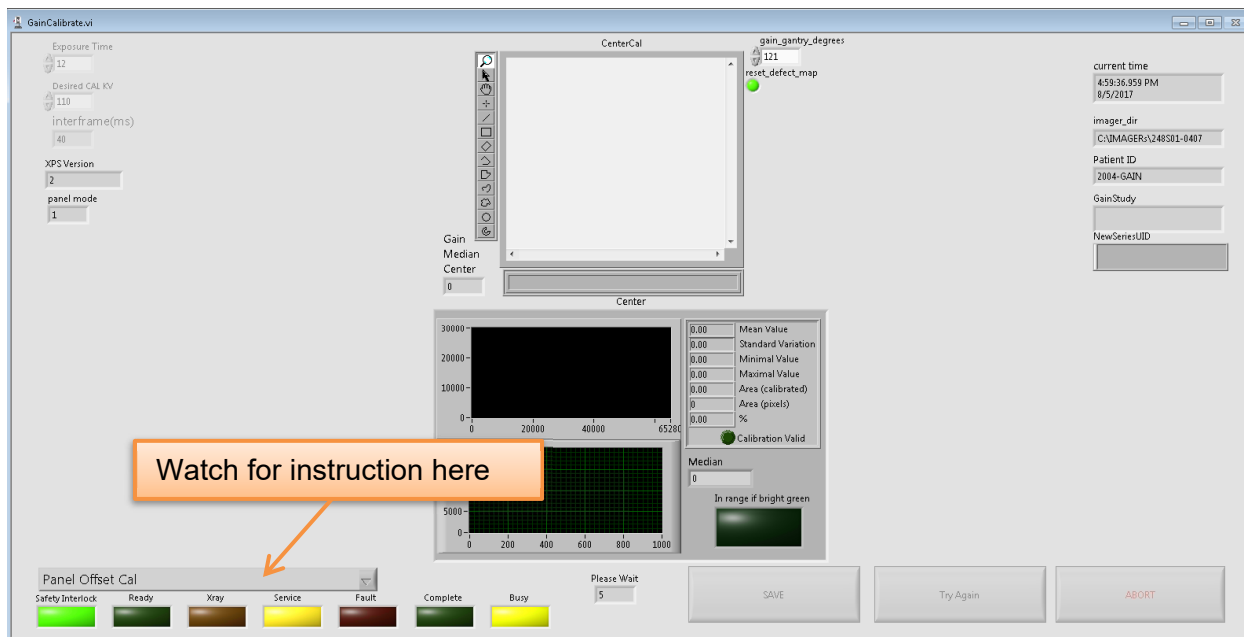 GainCalibrate.vi
Exposure Time
12
Desired CAL KV
110
interframe(ms)
40
XPS Version
2
panel mode
1
CenterCal
gain_gantry_degrees
121
reset_defect_map
current time
4:59:36.959 PM
8/5/2017
imager_dir
C:\IMAGERs\248S01-0407
Patient ID
2004-GAIN
GainStudy
NewSeriesUID
Gain
Median
Center
0
Center
30000
20000
10000
0
0 20000 40000 65280
0.00 Mean Value
0.00 Standard Variation
0.00 Minimal Value
0.00 Maximal Value
0.00 Area (calibrated)
0 Area (pixels)
0.00 %
Calibration Valid
Watch for instruction here
5000
0
0 200 400 600 800 1000
Median
0
In range if bright green
Panel Offset Cal
Safety Interlock Ready Xray Service Fault Complete Busy
Please Wait
5
SAVE
Try Again
ABORT